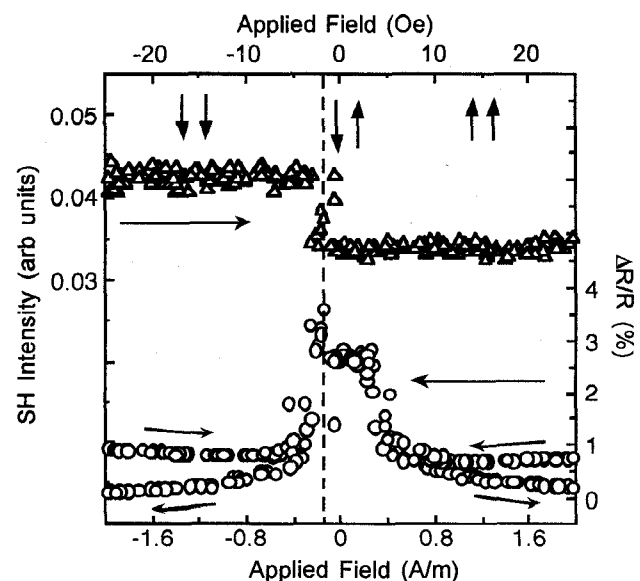 Applied Field (Oe)
-20 -10 0 10 20
0.05
0.04
0.03
SH Intensity (arb units)
4
3
2
1
0
ΔR/R (%)
-1.6 -0.8 0 0.8 1.6
Applied Field (A/m)